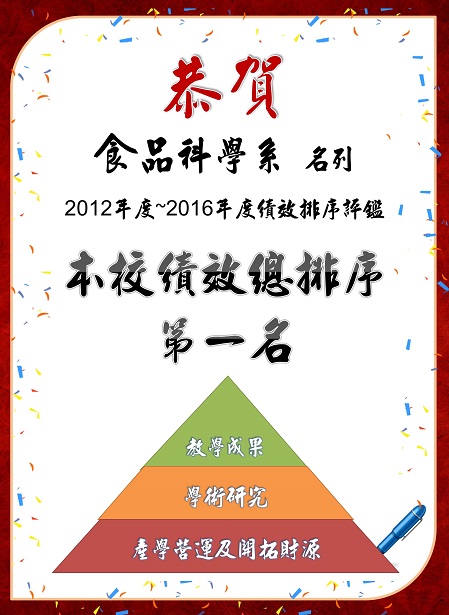 恭賀
食品科學系 名列
2012年度~2016年度績效排序評鑑
本校績效總排序
第一名
教學成果
學術研究
產學營運及開拓財源